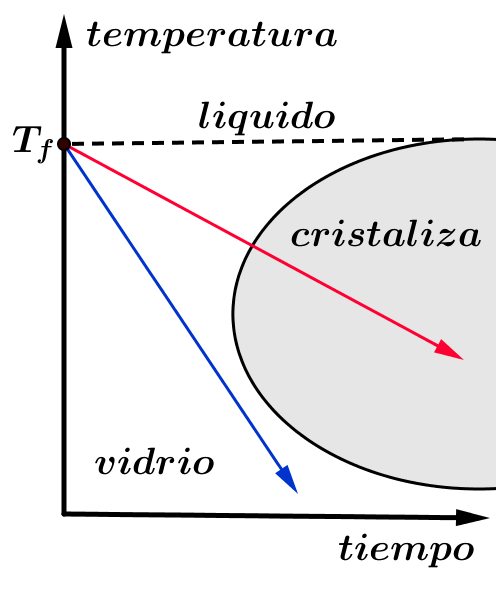 temperatura
liquido
T_f
cristaliza
vidrio
tiempo